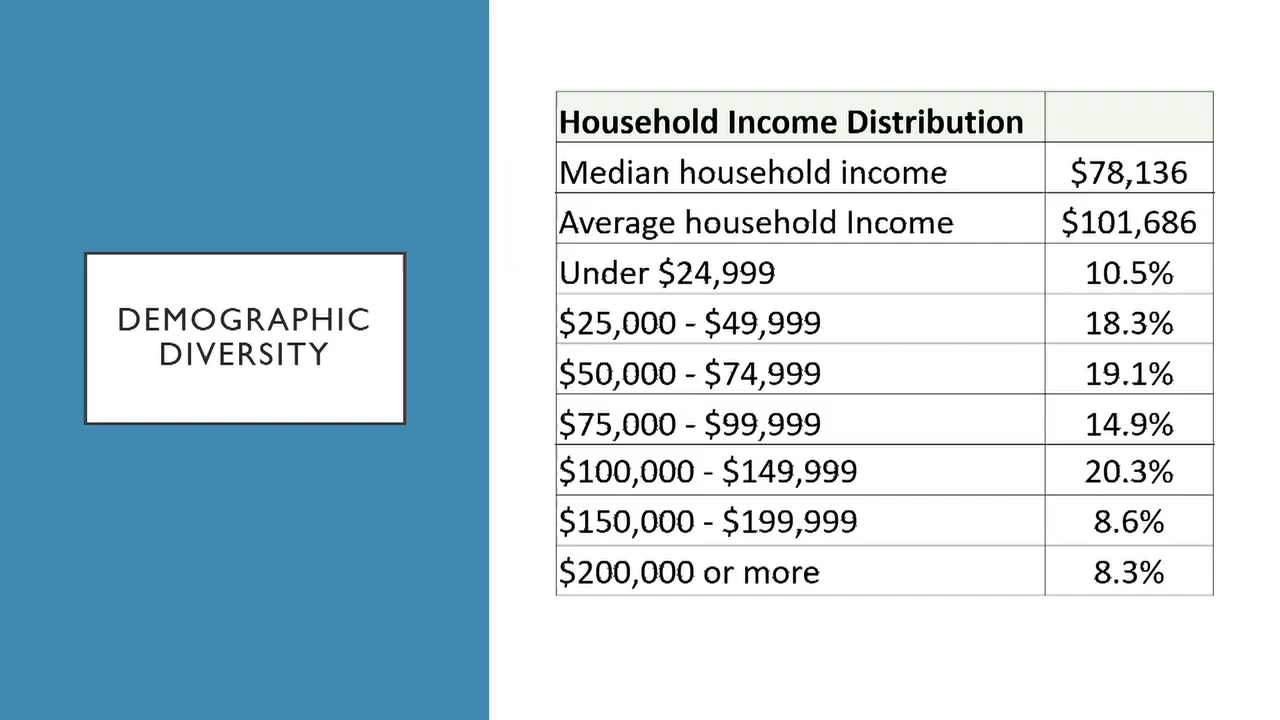 DEMOGRAPHIC
DIVERSITY
Household Income Distribution
Median household income $78,136
Average household Income $101,686
Under $24,999 10.5%
$25,000 - $49,999 18.3%
$50,000 - $74,999 19.1%
$75,000 - $99,999 14.9%
$100,000 - $149,999 20.3%
$150,000 - $199,999 8.6%
$200,000 or more 8.3%